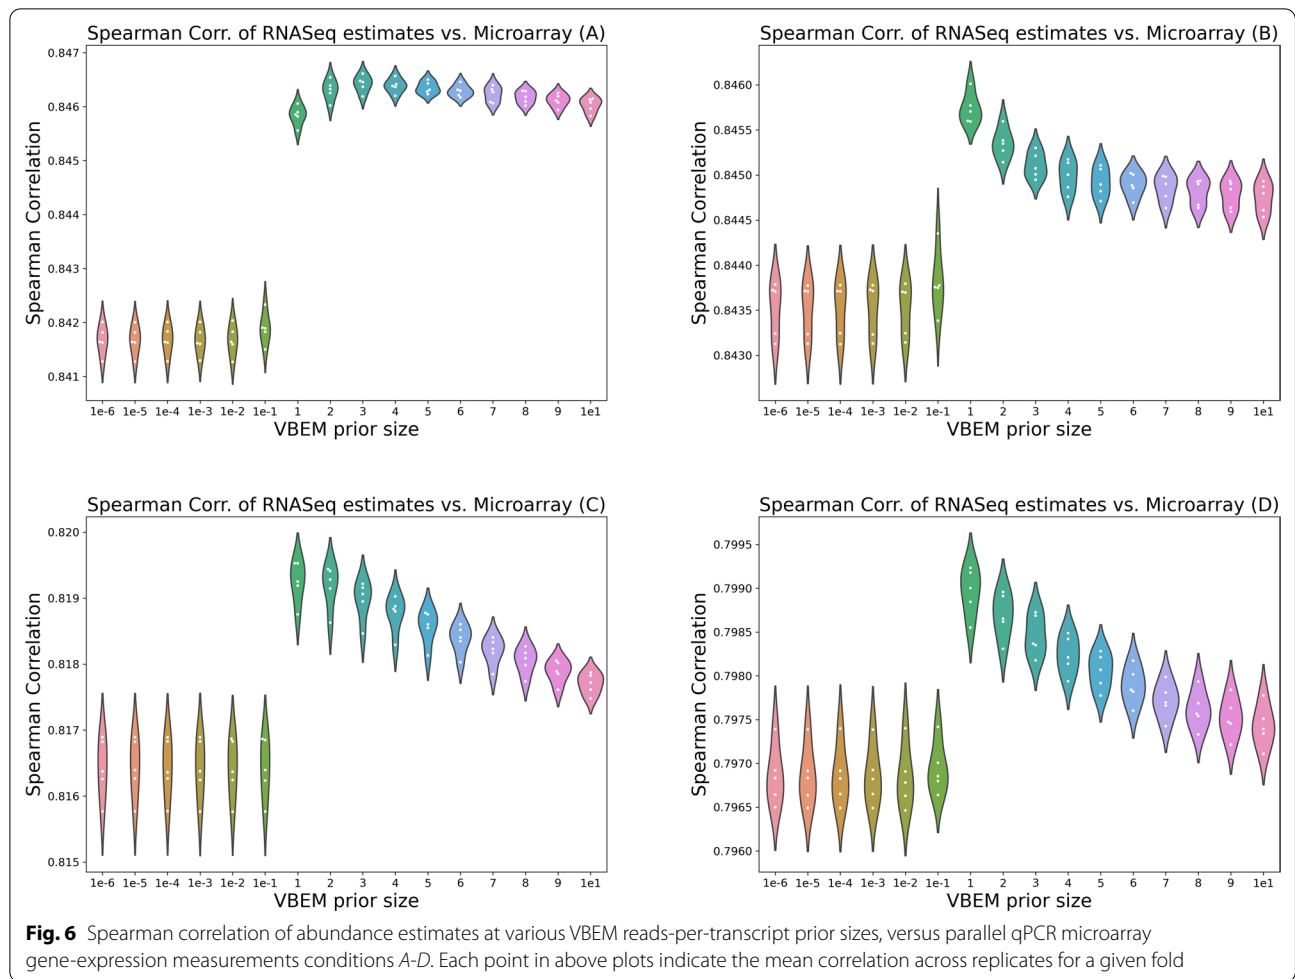 Spearman Corr. of RNASeq estimates vs. Microarray (A)
0.847
0.846
0.845
0.844
0.843
0.842
0.841
Spearman Correlation
1e-6 1e-5 1e-4 1e-3 1e-2 1e-1 1 2 3 4 5 6 7 8 9 1e1
VBEM prior size
Spearman Corr. of RNASeq estimates vs. Microarray (B)
0.8460
0.8455
0.8450
0.8445
0.8440
0.8435
0.8430
Spearman Correlation
1e-6 1e-5 1e-4 1e-3 1e-2 1e-1 1 2 3 4 5 6 7 8 9 1e1
VBEM prior size
Spearman Corr. of RNASeq estimates vs. Microarray (C)
0.820
0.819
0.818
0.817
0.816
0.815
Spearman Correlation
1e-6 1e-5 1e-4 1e-3 1e-2 1e-1 1 2 3 4 5 6 7 8 9 1e1
VBEM prior size
Spearman Corr. of RNASeq estimates vs. Microarray (D)
0.7995
0.7990
0.7985
0.7980
0.7975
0.7970
0.7965
0.7960
Spearman Correlation
1e-6 1e-5 1e-4 1e-3 1e-2 1e-1 1 2 3 4 5 6 7 8 9 1e1
VBEM prior size
Fig. 6 Spearman correlation of abundance estimates at various VBEM reads-per-transcript prior sizes, versus parallel qPCR microarray
gene-expression measurements conditions A-D. Each point in above plots indicate the mean correlation across replicates for a given fold